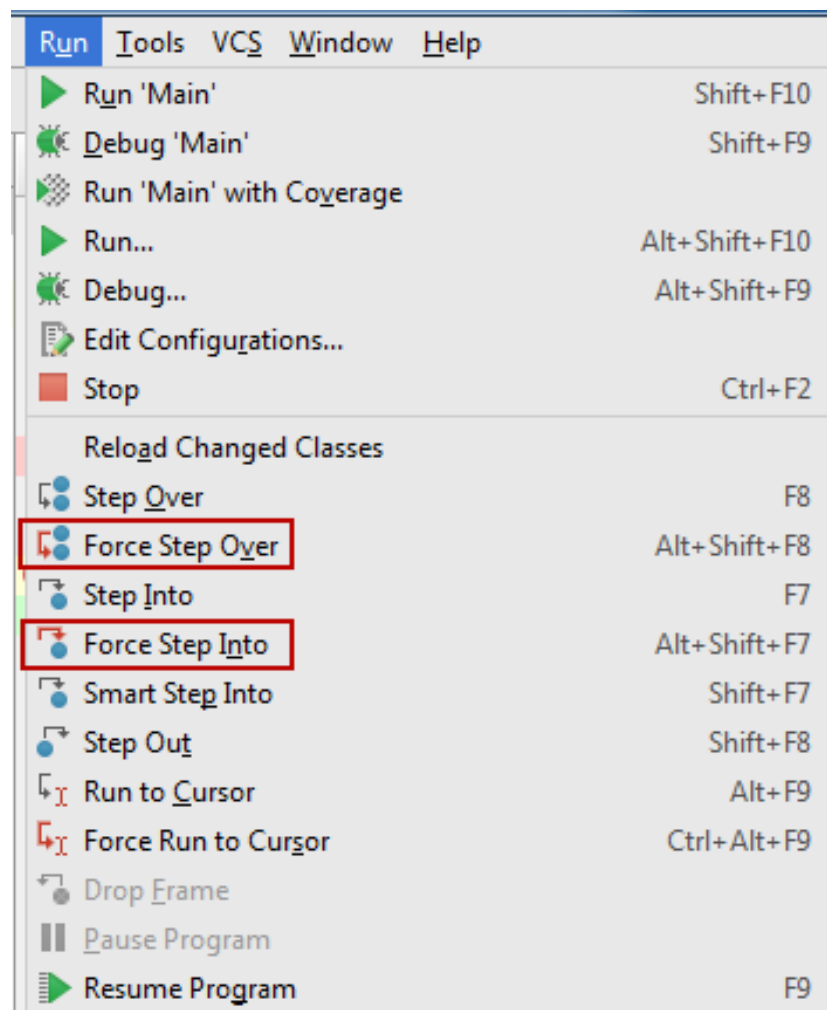 Run Tools VCS Window Help
Run 'Main' Shift+F10
Debug 'Main' Shift+F9
Run 'Main' with Coverage
Run... Alt+Shift+F10
Debug... Alt+Shift+F9
Edit Configurations...
Stop Ctrl+F2
Reload Changed Classes
Step Over F8
Force Step Over Alt+Shift+F8
Step Into F7
Force Step Into Alt+Shift+F7
Smart Step Into Shift+F7
Step Out Shift+F8
Run to Cursor Alt+F9
Force Run to Cursor Ctrl+Alt+F9
Drop Frame
Pause Program
Resume Program F9